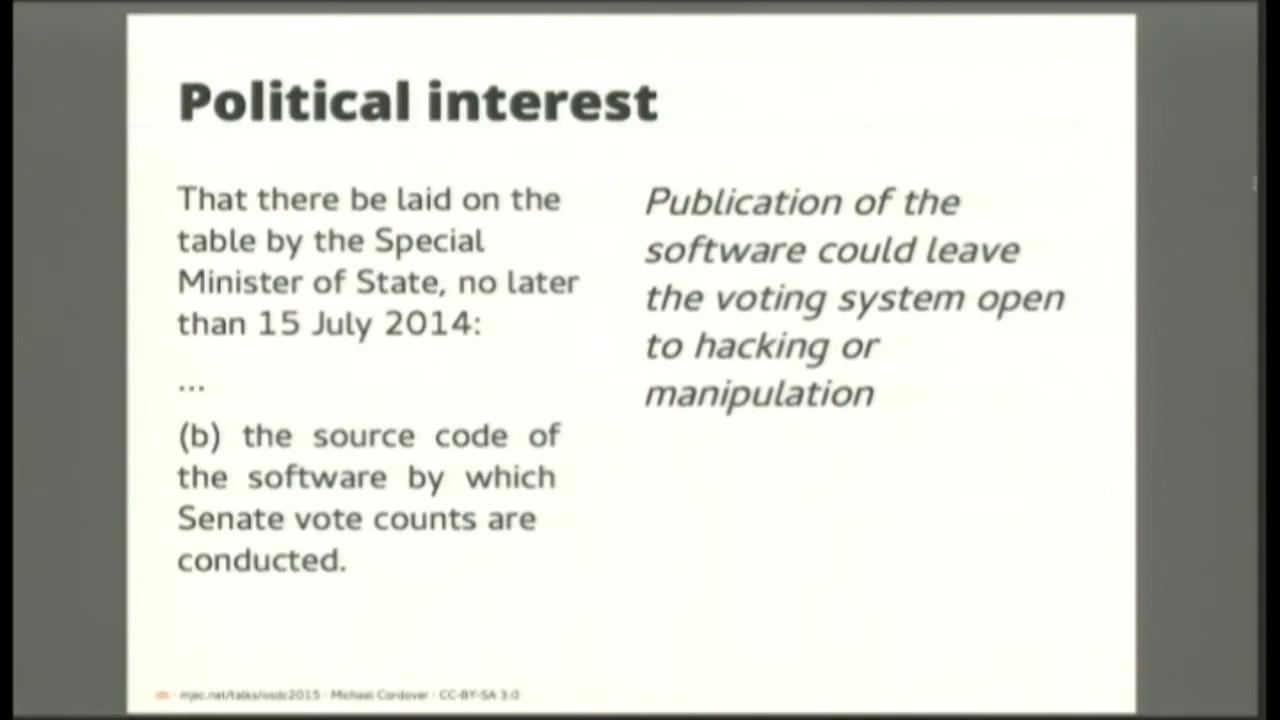 Political interest
That there be laid on the
table by the Special
Minister of State, no later
than 15 July 2014:
...
(b) the source code of
the software by which
Senate vote counts are
conducted.
Publication of the
software could leave
the voting system open
to hacking or
manipulation
· mjec.net/talks/osdc2015 · Michael Cordover · CC-BY-SA 3.0